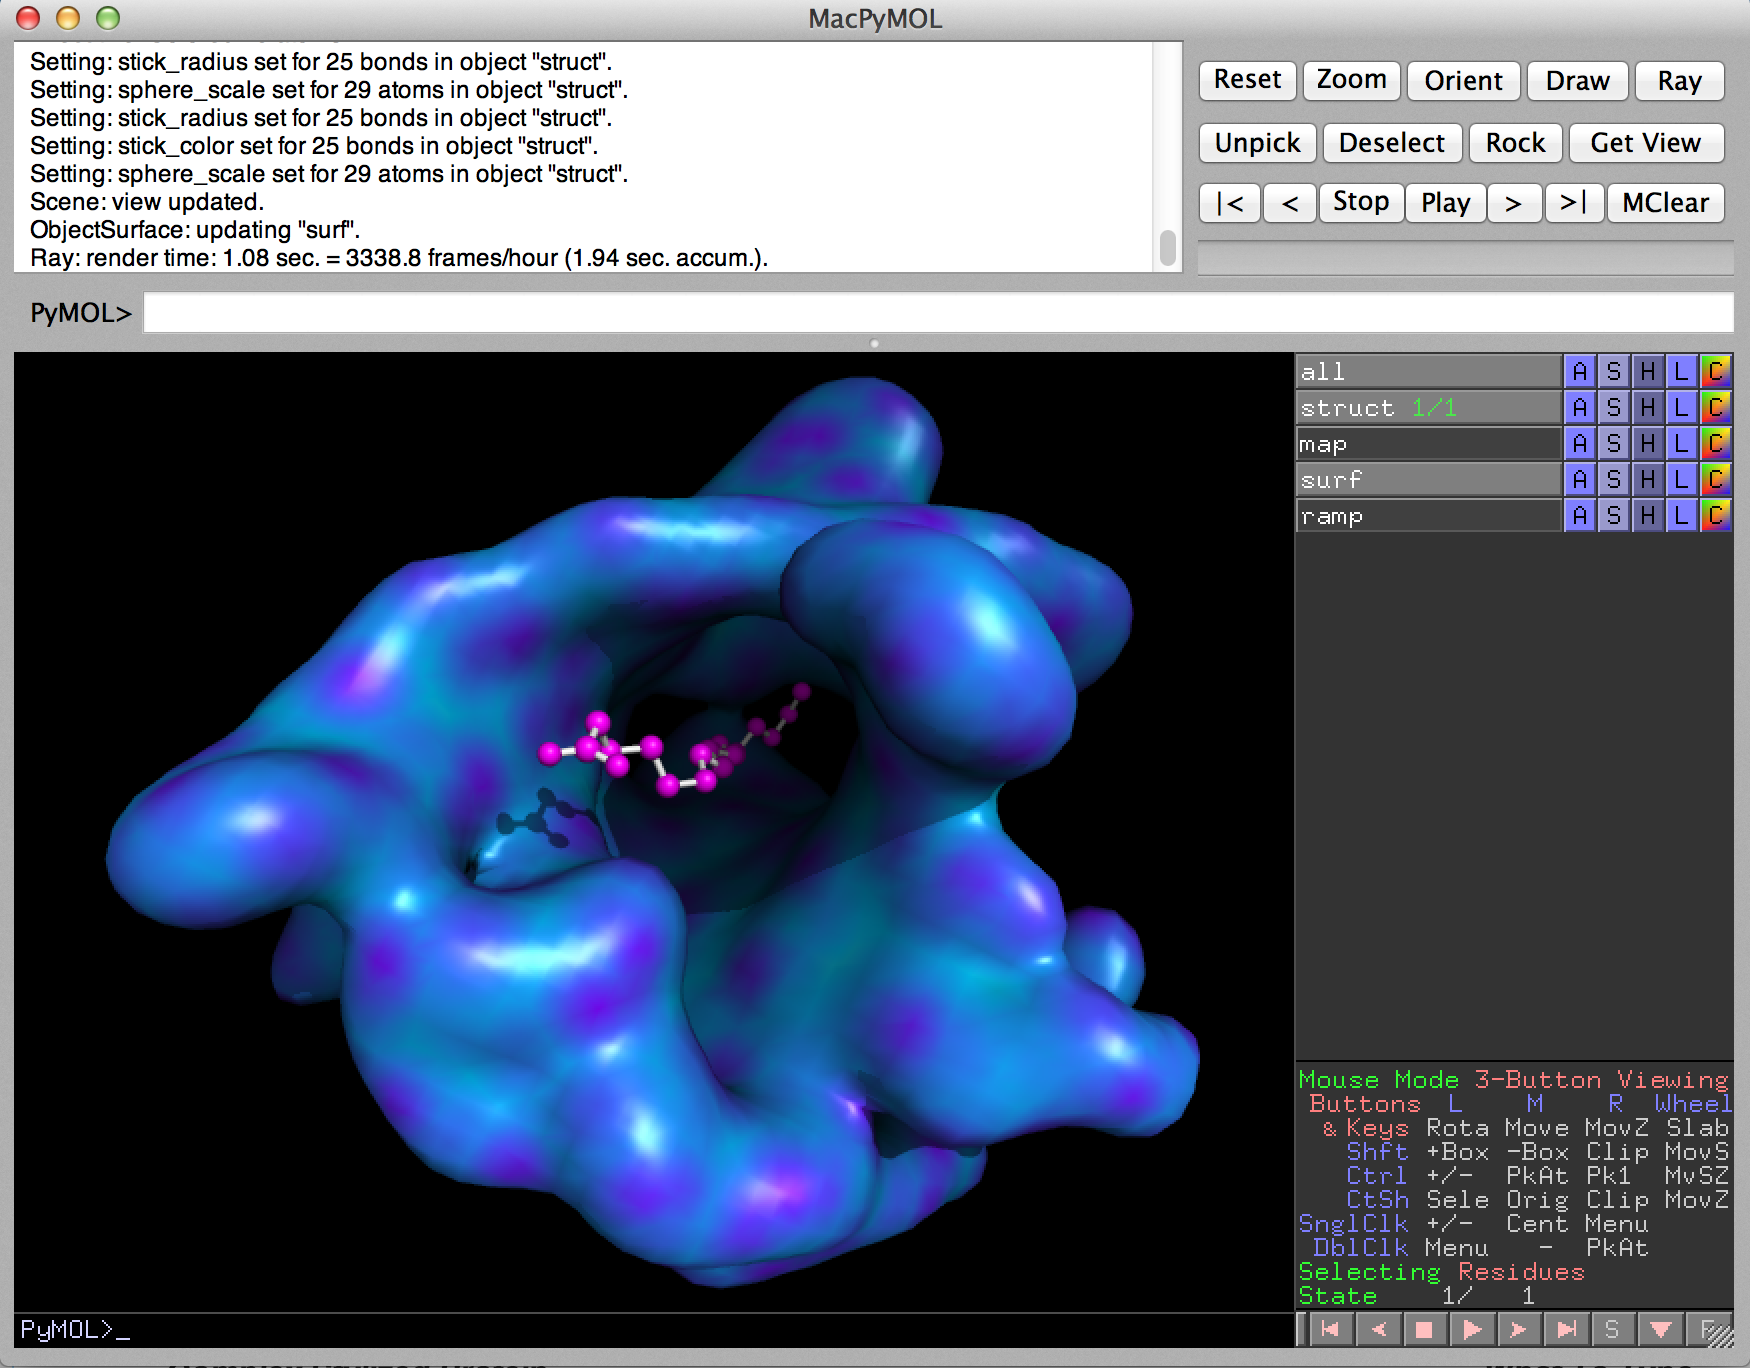 MacPyMOL
Setting: stick_radius set for 25 bonds in object "struct".
Setting: sphere_scale set for 29 atoms in object "struct".
Setting: stick_radius set for 25 bonds in object "struct".
Setting: stick_color set for 25 bonds in object "struct".
Setting: sphere_scale set for 29 atoms in object "struct".
Scene: view updated.
ObjectSurface: updating "surf".
Ray: render time: 1.08 sec. = 3338.8 frames/hour (1.94 sec. accum.).
Reset Zoom Orient Draw Ray
Unpick Deselect Rock Get View
|< < Stop Play > >| MClear
PyMOL>
all A S H L C
struct 1/1 A S H L C
map A S H L C
surf A S H L C
ramp A S H L C
Mouse Mode 3-Button Viewing
Buttons L M R Wheel
& Keys Rota Move MovZ Slab
Shft +Box -Box Clip MovS
Ctrl +/- PkAt Pk1 MvSZ
CtSh Sele Orig Clip MovZ
SnglClk +/- Cent Menu
DblClk Menu - PkAt
Selecting Residues
State 1/ 1
PyMOL>_
S F